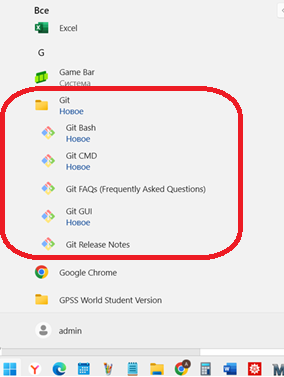 Все
Excel
G
Game Bar
Система
Git
Новое
Git Bash
Новое
Git CMD
Новое
Git FAQs (Frequently Asked Questions)
Git GUI
Новое
Git Release Notes
Google Chrome
GPSS World Student Version
admin